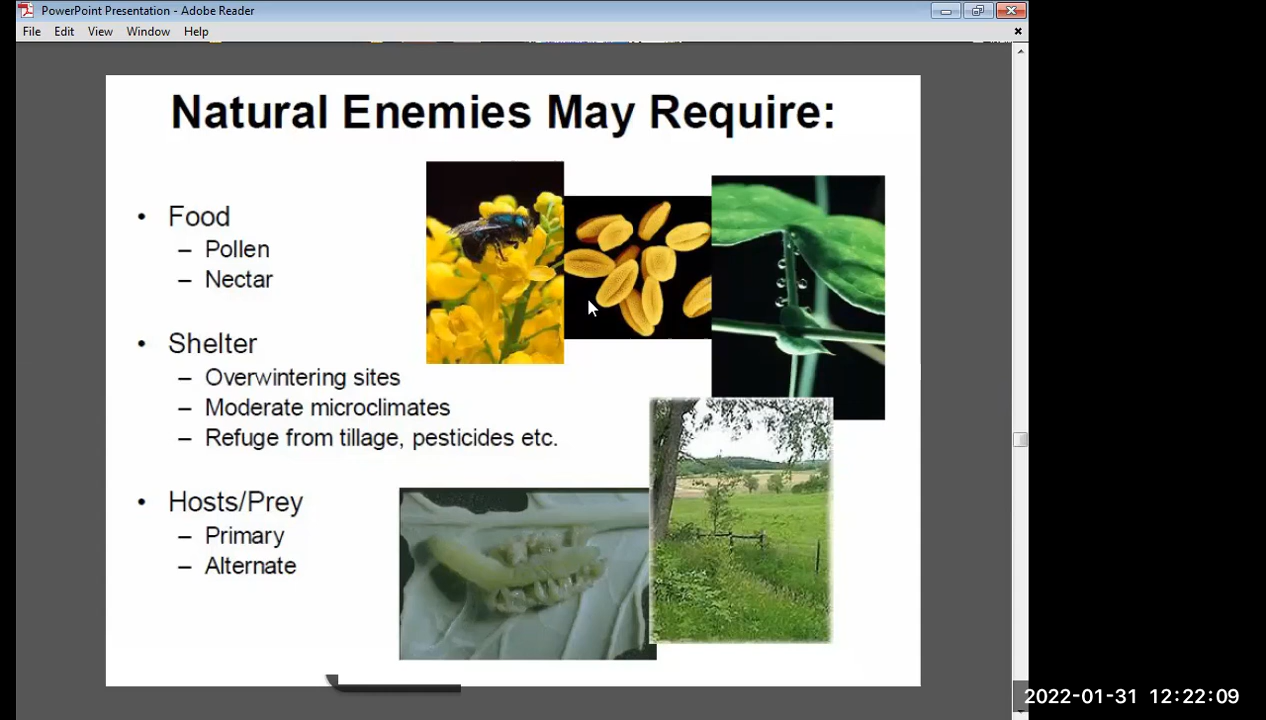 PowerPoint Presentation - Adobe Reader
File Edit View Window Help
Natural Enemies May Require:
• Food
– Pollen
– Nectar
• Shelter
– Overwintering sites
– Moderate microclimates
– Refuge from tillage, pesticides etc.
• Hosts/Prey
– Primary
– Alternate
2022-01-31 12:22:09